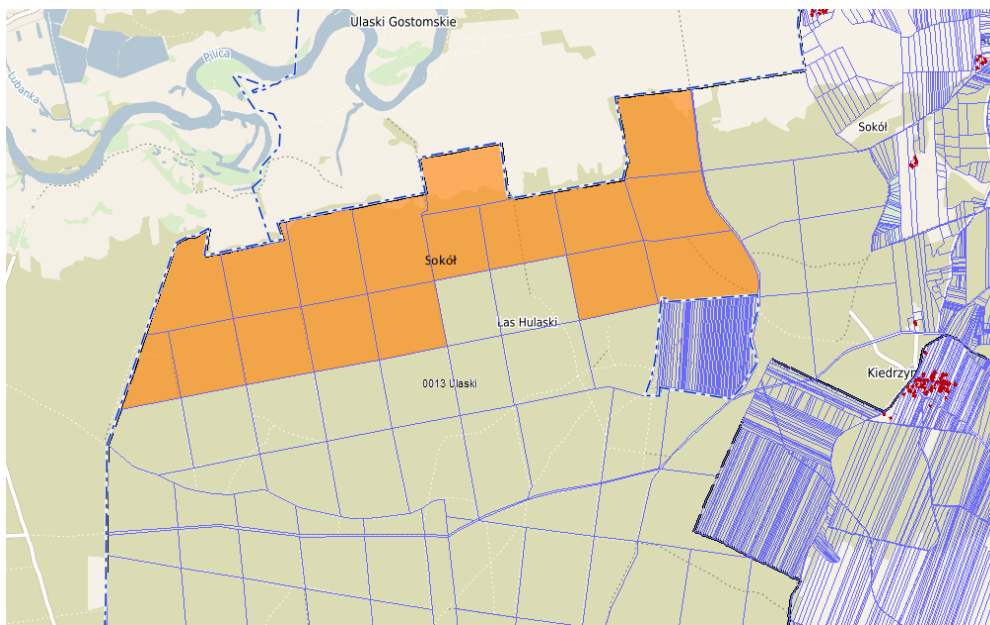 Ulaski Gostomskie
Pilica
Lubanka
Sokół
Sokół
Las Hulaski
0013 Ulaski
Kiedrzyn